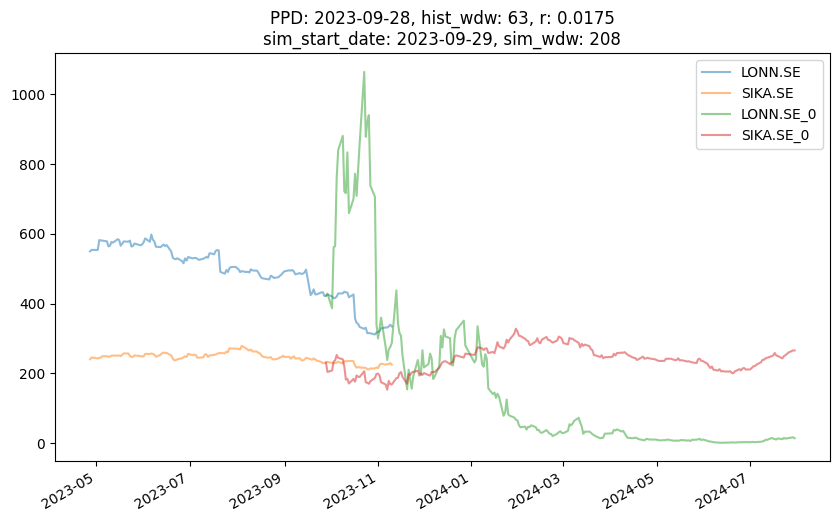 PPD: 2023-09-28, hist_wdw: 63, r: 0.0175
sim_start_date: 2023-09-29, sim_wdw: 208
LONN.SE
SIKA.SE
LONN.SE_0
SIKA.SE_0
1000
800
600
400
200
0
2023-05
2023-07
2023-09
2023-11
2024-01
2024-03
2024-05
2024-07